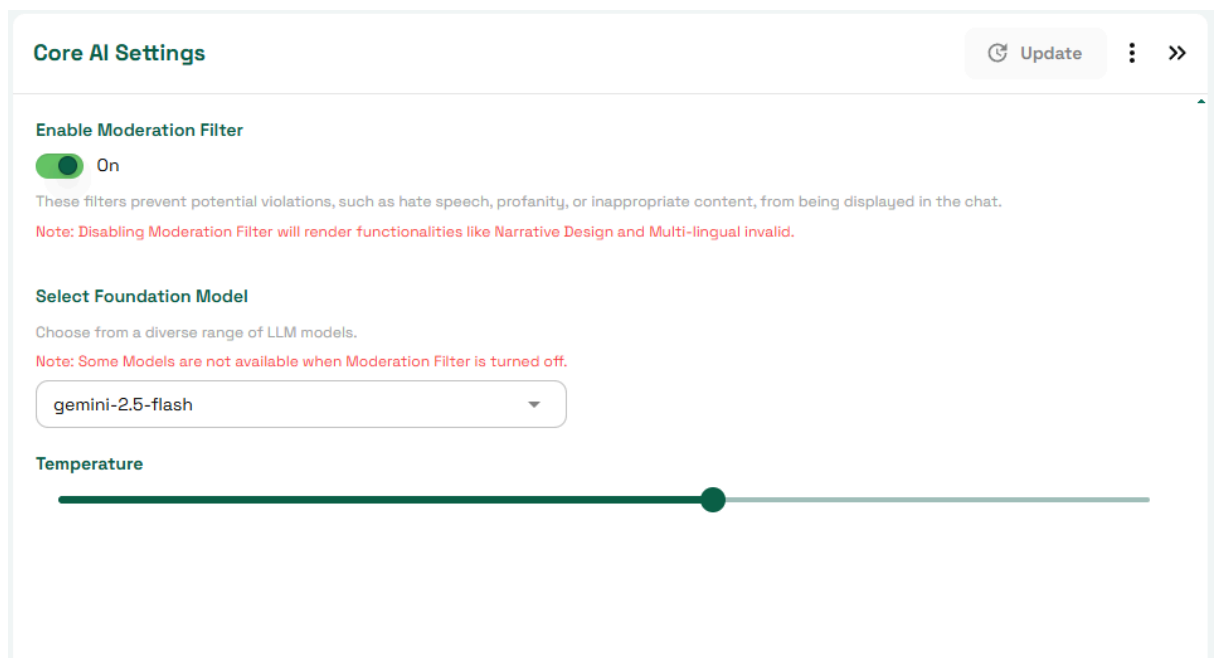 Core AI Settings
Update
Enable Moderation Filter
On
These filters prevent potential violations, such as hate speech, profanity, or inappropriate content, from being displayed in the chat.
Note: Disabling Moderation Filter will render functionalities like Narrative Design and Multi-lingual invalid.
Select Foundation Model
Choose from a diverse range of LLM models.
Note: Some Models are not available when Moderation Filter is turned off.
gemini-2.5-flash
Temperature